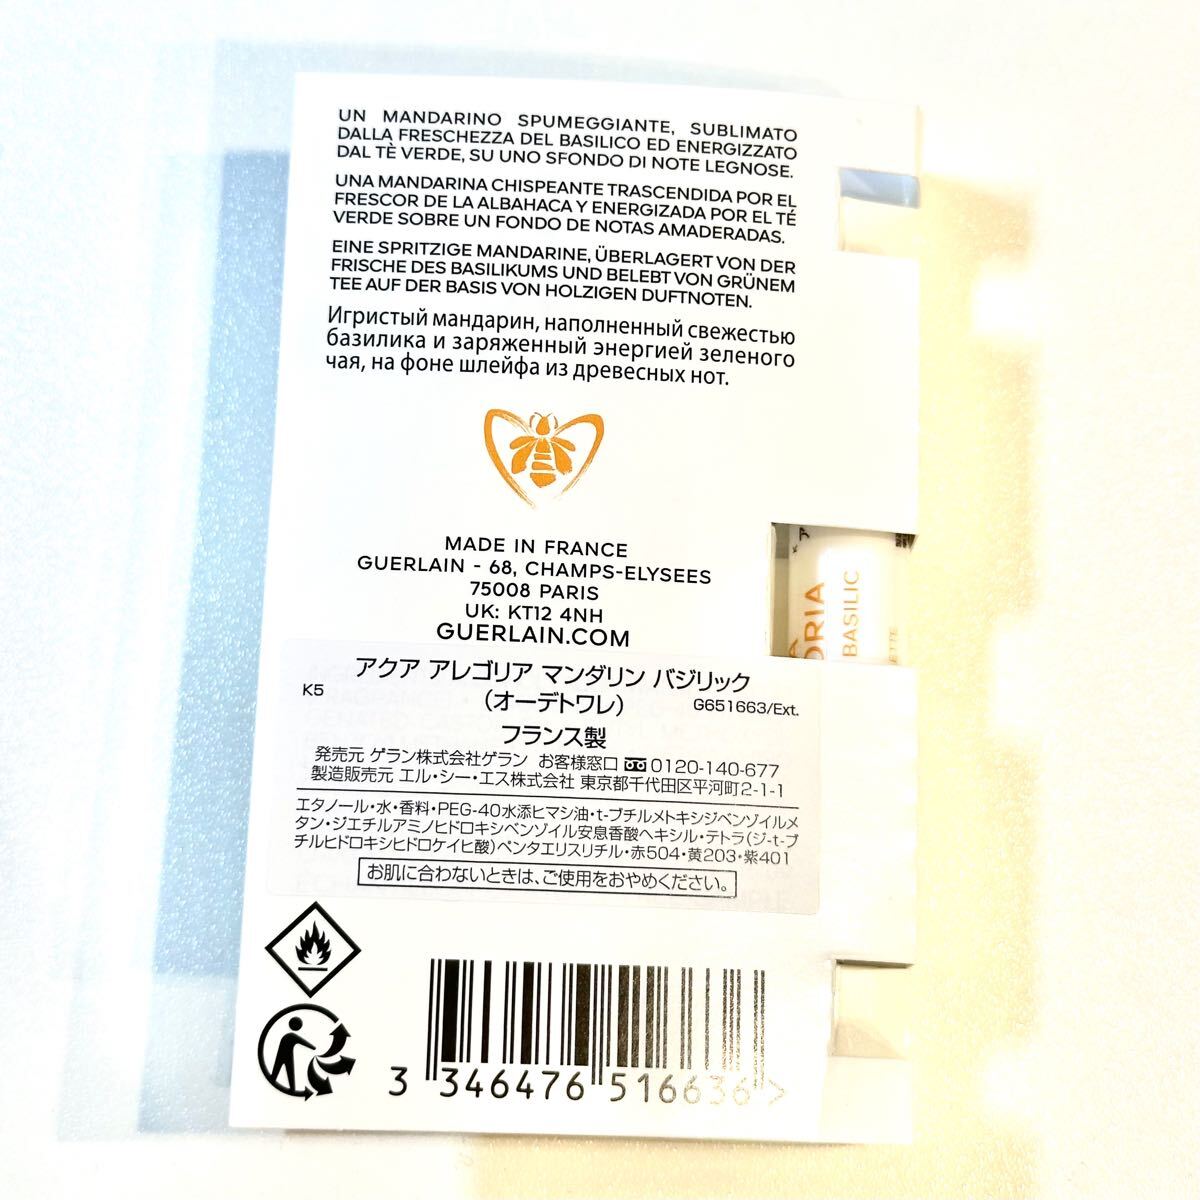 UN MANDARINO SPUMEGGIANTE, SUBLIMATO
DALLA FRESCHEZZA DEL BASILICO ED ENERGIZZATO
DAL TÈ VERDE, SU UNO SFONDO DI NOTE LEGNOSE.
UNA MANDARINA CHISPEANTE TRASCENDIDA POR EL
FRESCOR DE LA ALBAHACA Y ENERGIZADA POR EL TÉ
VERDE SOBRE UN FONDO DE NOTAS AMADERADAS.
EINE SPRITZIGE MANDARINE, ÜBERLAGERT VON DER
FRISCHE DES BASILIKUMS UND BELEBT VON GRÜNEM
TEE AUF DER BASIS VON HOLZIGEN DUFTNOTEN.
Игристый мандарин, наполненный свежестью
базилика и заряженный энергией зеленого
чая, на фоне шлейфа из древесных нот.
MADE IN FRANCE
GUERLAIN - 68, CHAMPS-ELYSEES
75008 PARIS
UK: KT12 4NH
GUERLAIN.COM
ORIA
BASILIC
アクア アレゴリア マンダリン バジリック
K5 (オーデトワレ) G651663/Ext.
フランス製
発売元 ゲラン株式会社ゲラン お客様窓口 0120-140-677
製造販売元 エル・シー・エス株式会社 東京都千代田区平河町2-1-1
エタノール・水・香料・PEG-40水添ヒマシ油・t-ブチルメトキシジベンゾイルメ
タン・ジエチルアミノヒドロキシベンゾイル安息香酸ヘキシル・テトラ(ジ-t-ブ
チルヒドロキシヒドロケイヒ酸)ペンタエリスリチル・赤504・黄203・紫401
お肌に合わないときは、ご使用をおやめください。
3 346476 516636 >